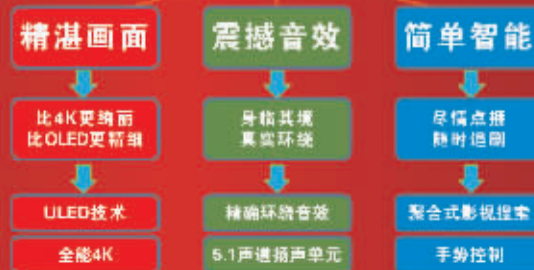 精湛画面
震撼音效
简单智能
比4K更绚丽
比OLED更精细
身临其境
真实环绕
尽情点播
随时追剧
ULED技术
精确环绕音效
聚合式影视搜索
全能4K
5.1声道扬声单元
手势控制